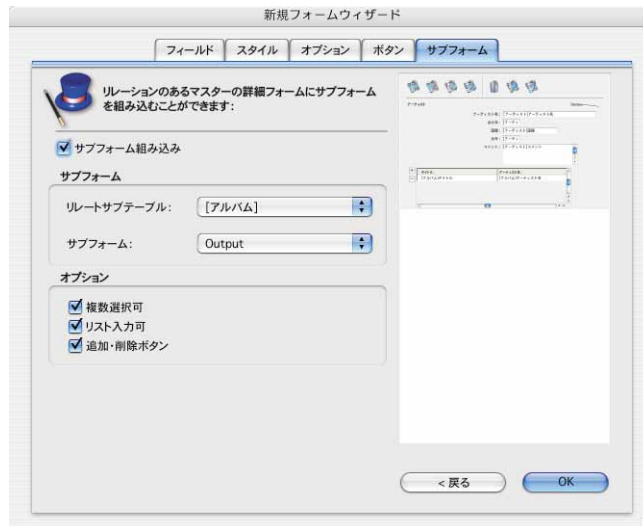 新規フォームウィザード
フィールド スタイル オプション ボタン サブフォーム
リレーションのあるマスターの詳細フォームにサブフォーム
を組み込むことができます：
サブフォーム組み込み
サブフォーム
リレートサブテーブル： [アルバム]
サブフォーム： Output
オプション
複数選択可
リスト入力可
追加・削除ボタン
<戻る OK